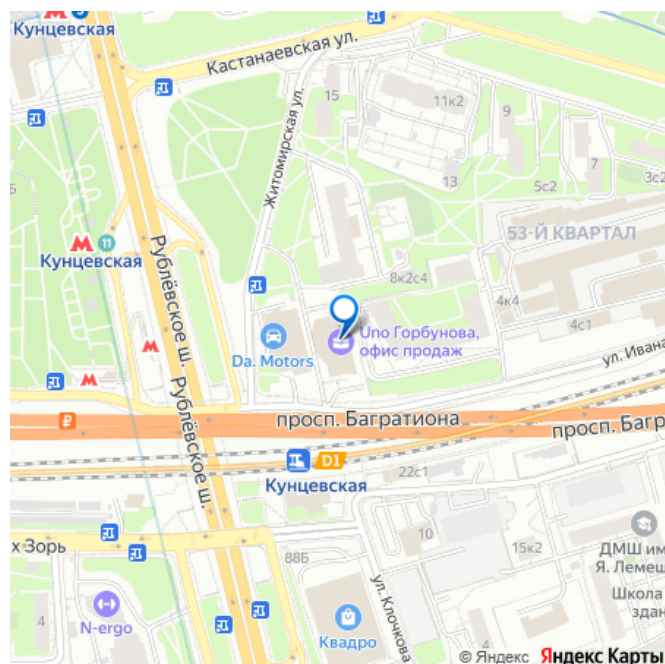 Кунцевская
Кастанаевская ул.
Житомирская ул.
15
11к2
9
7
13
5с2
3с2
53-Й КВАРТАЛ
11
Кунцевская
Рублёвское ш.
Рублёвское ш.
8к2с4
4к4
4с1
Uno Горбунова,
офис продаж
Da. Motors
ул. Ивана
просп. Багратиона
просп. Багр
D1
Кунцевская
22с1
х Зорь
88Б
10
15к2
ДМШ им
Я. Лемеш
Школа
здан
4
N-ergo
Квадро
ул. Клочкова
© Яндекс Яндекс Карты